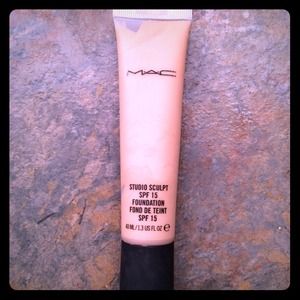 MAC
STUDIO SCULPT
SPF 15
FOUNDATION
FOND DE TEINT
SPF 15
40 ML / 1.3 US FL OZ ℮